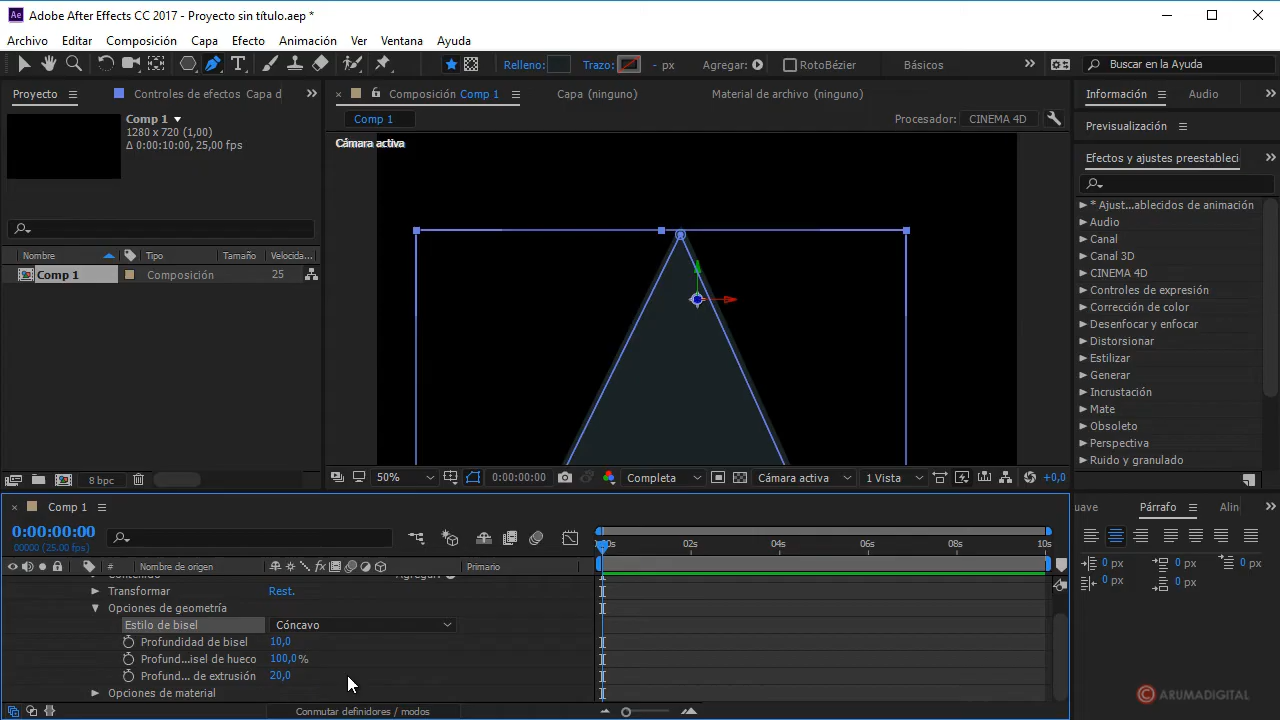 Adobe After Effects CC 2017 - Proyecto sin título.aep *
Archivo Editar Composición Capa Efecto Animación Ver Ventana Ayuda
Relleno: Trazo: - px Agregar: RotoBézier Básicos Buscar en la Ayuda
Proyecto Controles de efectos Capa d
Composición Comp 1 Capa (ninguno) Material de archivo (ninguno)
Información Audio
Comp 1
1280 x 720 (1,00)
Δ 0:00:10:00, 25,00 fps
Comp 1 Procesador: CINEMA 4D
Previsualización
Cámara activa
Efectos y ajustes preestableci
* Ajust...ablecidos de animación
Audio
Canal
Canal 3D
CINEMA 4D
Controles de expresión
Corrección de color
Desenfocar y enfocar
Distorsionar
Estilizar
Generar
Incrustación
Mate
Obsoleto
Perspectiva
Ruido y granulado
Nombre Tipo Tamaño Velocida...
Comp 1 Composición 25
8 bpc
50% 0:00:00:00 Completa Cámara activa 1 Vista +0,0
Comp 1
0:00:00:00
00000 (25.00 fps)
# Nombre de origen Primario
Transformar Rest.
Opciones de geometría
Estilo de bisel Cóncavo
Profundidad de bisel 10,0
Profund...isel de hueco 100,0%
Profund... de extrusión 20,0
Opciones de material
Conmutar definidores / modos
:00s 02s 04s 06s 08s 10s
uave Párrafo Alin
0 px 0 px 0 px
0 px 0 px
© ARUMADIGITAL